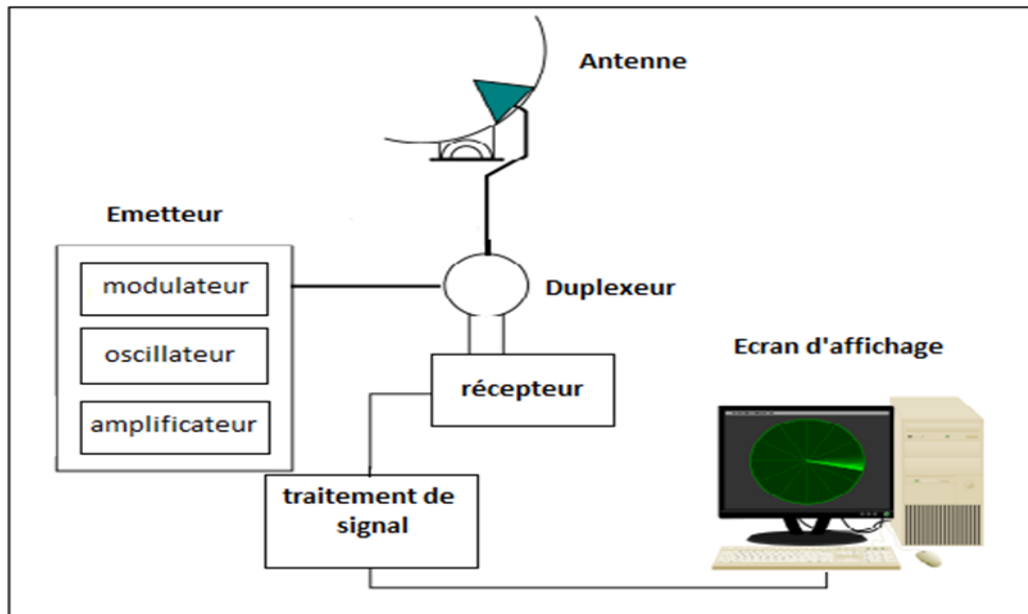 Antenne
Emetteur
modulateur
Duplexeur
oscillateur
Ecran d'affichage
récepteur
amplificateur
traitement de
signal